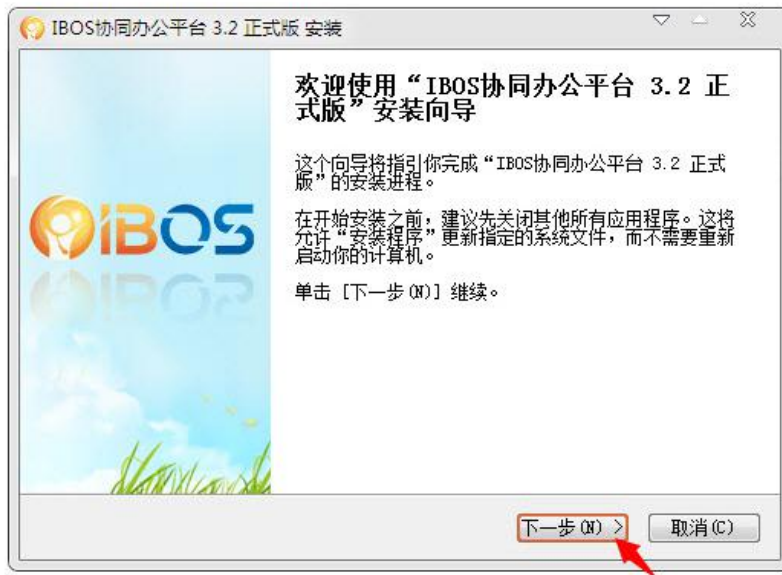 IBOS协同办公平台 3.2 正式版 安装
欢迎使用“IBOS协同办公平台 3.2 正
式版”安装向导
这个向导将指引你完成“IBOS协同办公平台 3.2 正式
版”的安装进程。
在开始安装之前，建议先关闭其他所有应用程序。这将
允许“安装程序”更新指定的系统文件，而不需要重新
启动你的计算机。
单击 [下一步(N)] 继续。
iBOS
下一步(N) >
取消(C)